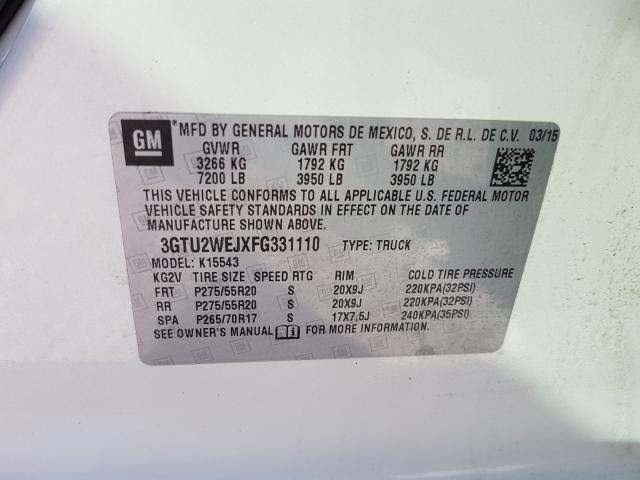 GM MFD BY GENERAL MOTORS DE MEXICO, S. DE R.L. DE C.V. 03/15
GVWR GAWR FRT GAWR RR
3266 KG 1792 KG 1792 KG
7200 LB 3950 LB 3950 LB
THIS VEHICLE CONFORMS TO ALL APPLICABLE U.S. FEDERAL MOTOR
VEHICLE SAFETY STANDARDS IN EFFECT ON THE DATE OF
MANUFACTURE SHOWN ABOVE.
3GTU2WEJXFG331110 TYPE: TRUCK
MODEL: K15543
KG2V TIRE SIZE SPEED RTG RIM COLD TIRE PRESSURE
FRT P275/55R20 S 20X9J 220KPA(32PSI)
RR P275/55R20 S 20X9J 220KPA(32PSI)
SPA P265/70R17 S 17X7.5J 240KPA(35PSI)
SEE OWNER'S MANUAL FOR MORE INFORMATION.